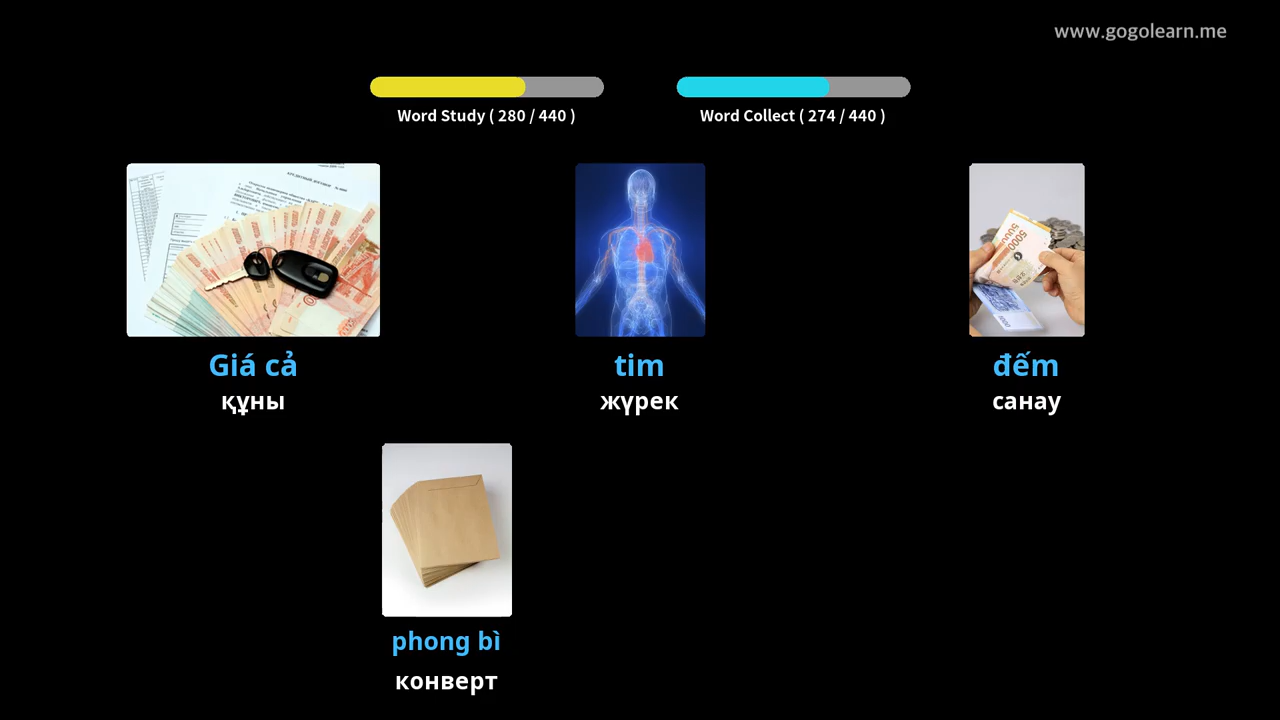 www.gogolearn.me
Word Study ( 280 / 440 )
Word Collect ( 274 / 440 )
Giá cả
құны
tim
жүрек
đếm
санау
phong bì
конверт